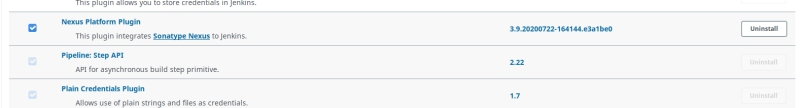 This plugin allows you to store credentials in Jenkins.
Nexus Platform Plugin
This plugin integrates Sonatype Nexus to Jenkins.
3.9.20200722-164144.e3a1be0
Uninstall
Pipeline: Step API
API for asynchronous build step primitive.
2.22
Uninstall
Plain Credentials Plugin
Allows use of plain strings and files as credentials.
1.7
Uninstall